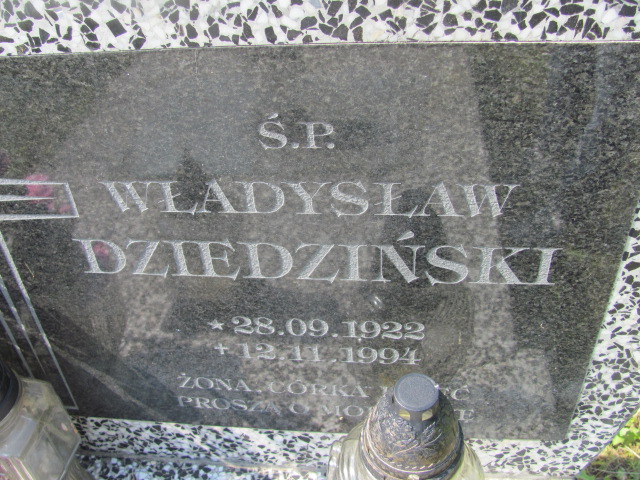 Ś.P.
WŁADYSŁAW
DZIEDZIŃSKI
* 28.09.1922
+ 12.11.1994
ŻONA, CÓRKA
PROSZĄ O